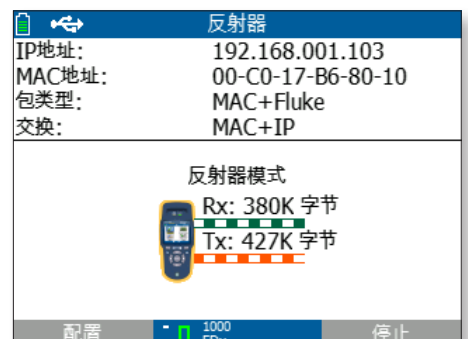 反射器
IP地址: 192.168.001.103
MAC地址: 00-C0-17-B6-80-10
包类型: MAC+Fluke
交换: MAC+IP
反射器模式
Rx: 380K 字节
Tx: 427K 字节
配置 1000 停止